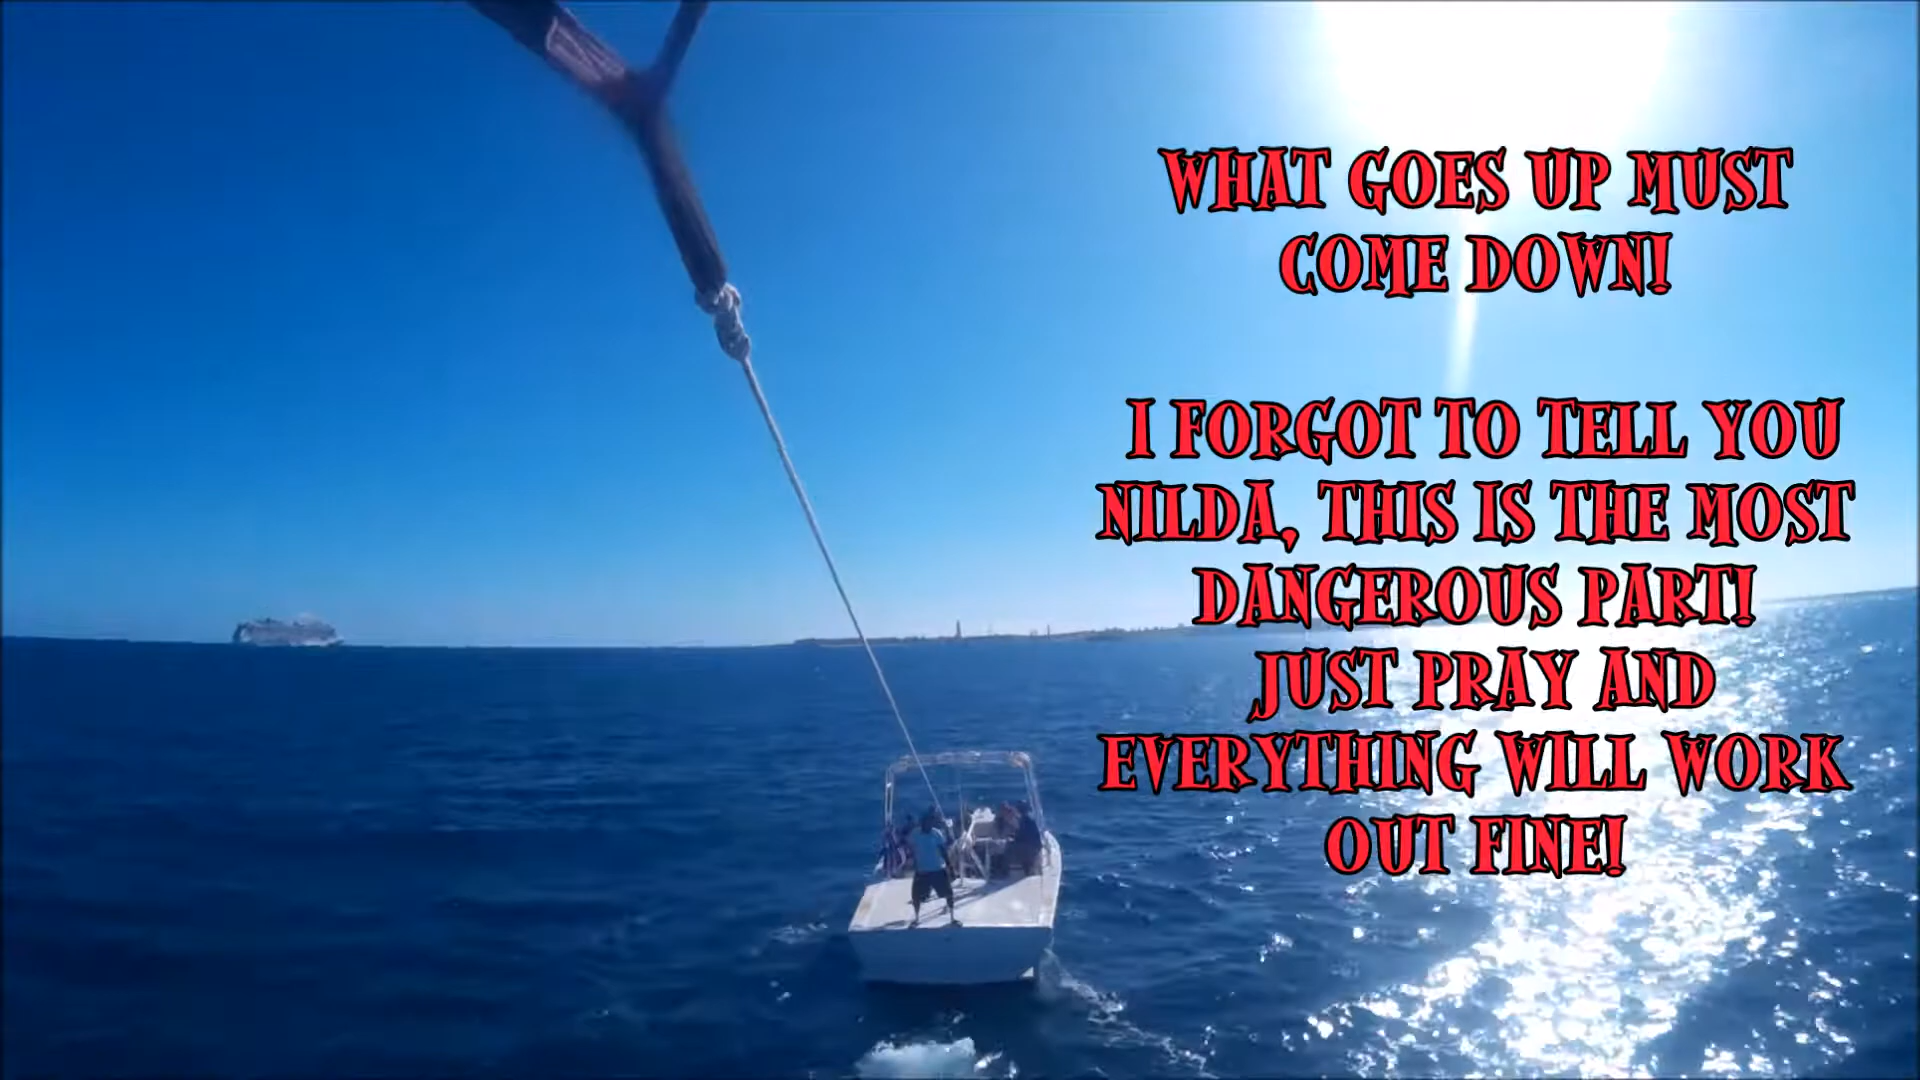 WHAT GOES UP MUST
COME DOWN!
I FORGOT TO TELL YOU
NILDA, THIS IS THE MOST
DANGEROUS PART!
JUST PRAY AND
EVERYTHING WILL WORK
OUT FINE!